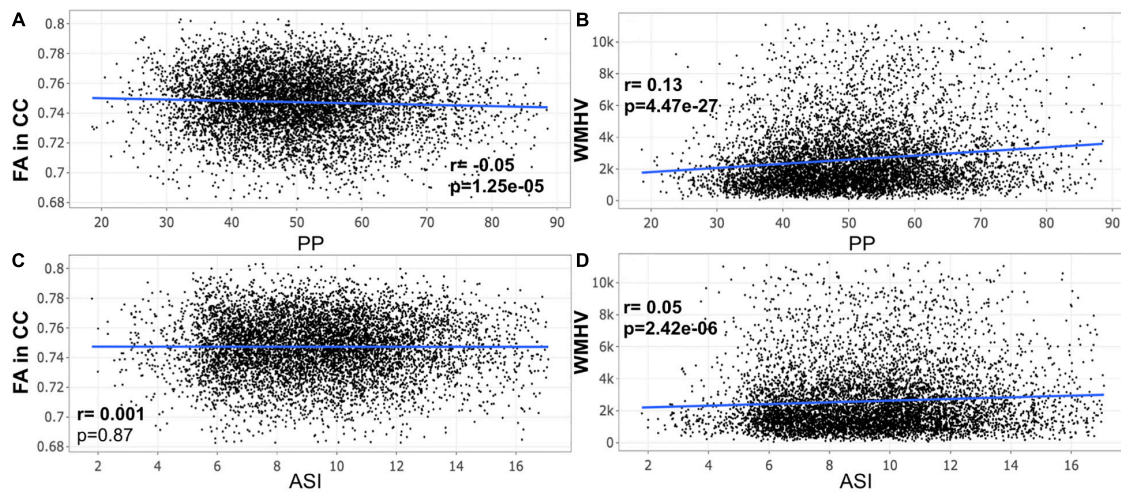 A
FA in CC
0.8
0.78
0.76
0.74
0.72
0.7
0.68
r= -0.05
p=1.25e-05
20 30 40 50 60 70 80 90
PP
B
WMHV
10k
8k
6k
4k
2k
0
r= 0.13
p=4.47e-27
20 30 40 50 60 70 80 90
PP
C
FA in CC
0.8
0.78
0.76
0.74
0.72
0.7
0.68
r= 0.001
p=0.87
2 4 6 8 10 12 14 16
ASI
D
WMHV
10k
8k
6k
4k
2k
0
r= 0.05
p=2.42e-06
2 4 6 8 10 12 14 16
ASI